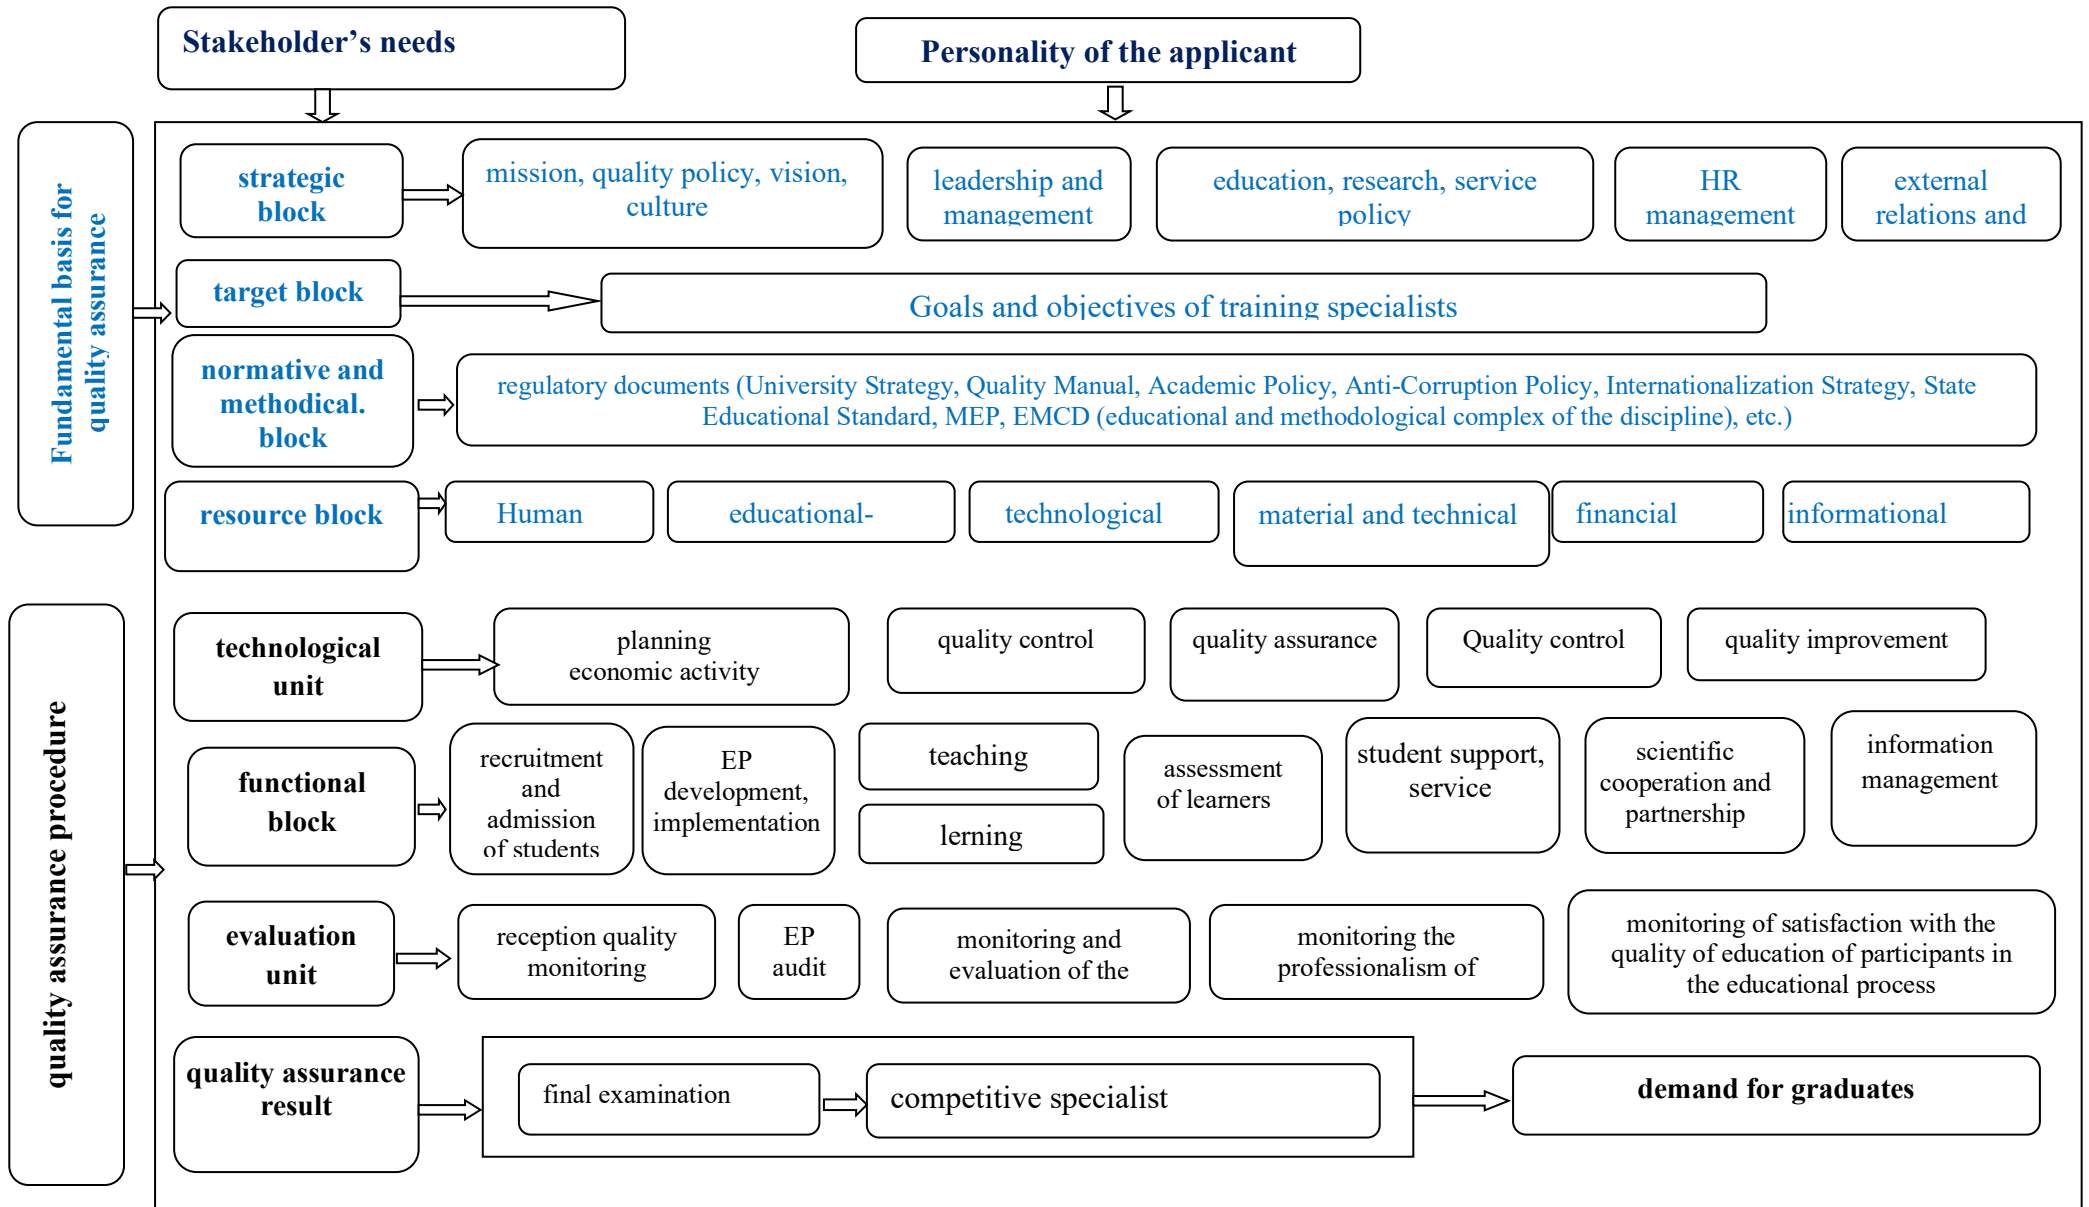 Stakeholder's needs
Personality of the applicant
Fundamental basis for
quality assurance
strategic
block
mission, quality policy, vision,
culture
leadership and
management
education, research, service
policy
HR
management
external
relations and
target block
Goals and objectives of training specialists
normative and
methodical.
block
regulatory documents (University Strategy, Quality Manual, Academic Policy, Anti-Corruption Policy, Internationalization Strategy, State
Educational Standard, MEP, EMCD (educational and methodological complex of the discipline), etc.)
resource block
Human
educational-
technological
material and technical
financial
informational
quality assurance procedure
technological
unit
planning
economic activity
quality control
quality assurance
Quality control
quality improvement
functional
block
recruitment
and
admission
of students
EP
development,
implementation
teaching
lerning
assessment
of learners
student support,
service
scientific
cooperation and
partnership
information
management
evaluation
unit
reception quality
monitoring
EP
audit
monitoring and
evaluation of the
monitoring the
professionalism of
monitoring of satisfaction with the
quality of education of participants in
the educational process
quality assurance
result
final examination
competitive specialist
demand for graduates